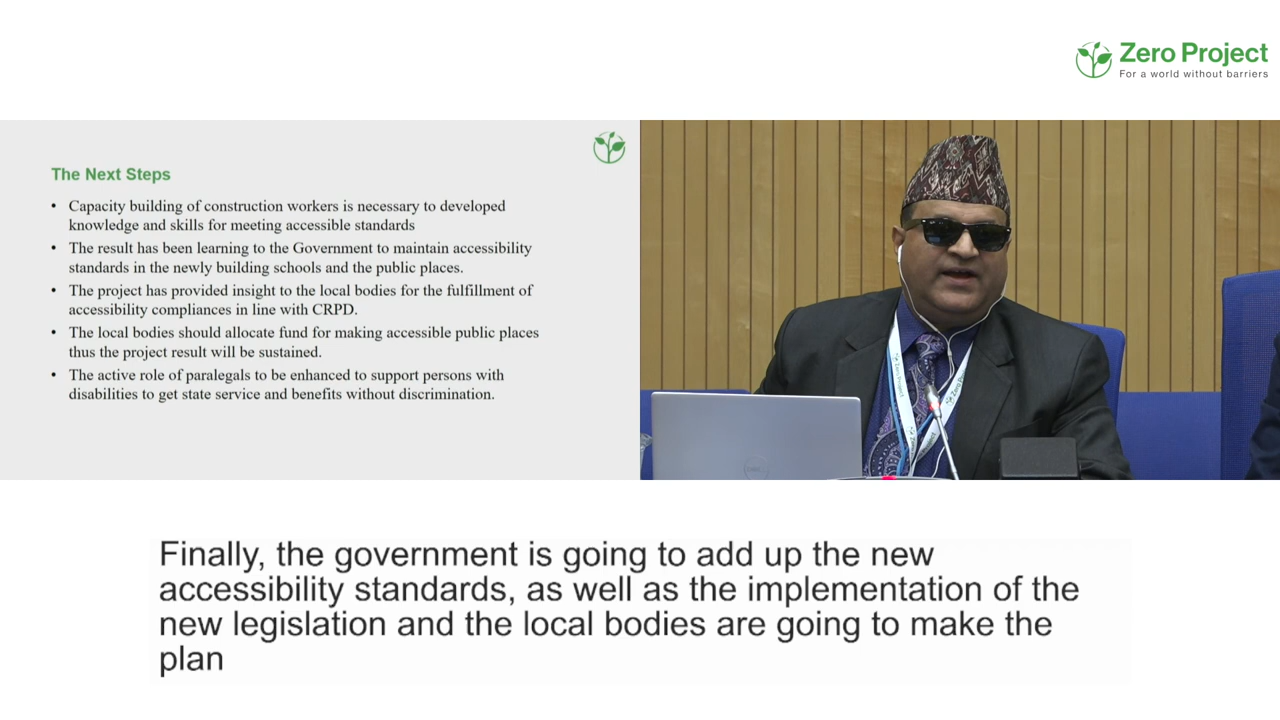 Zero Project
For a world without barriers
The Next Steps
• Capacity building of construction workers is necessary to developed
knowledge and skills for meeting accessible standards
• The result has been learning to the Government to maintain accessibility
standards in the newly building schools and the public places.
• The project has provided insight to the local bodies for the fulfillment of
accessibility compliances in line with CRPD.
• The local bodies should allocate fund for making accessible public places
thus the project result will be sustained.
• The active role of paralegals to be enhanced to support persons with
disabilities to get state service and benefits without discrimination.
Zero Project
Zero Project
Zero Project
DELL
Finally, the government is going to add up the new
accessibility standards, as well as the implementation of the
new legislation and the local bodies are going to make the
plan